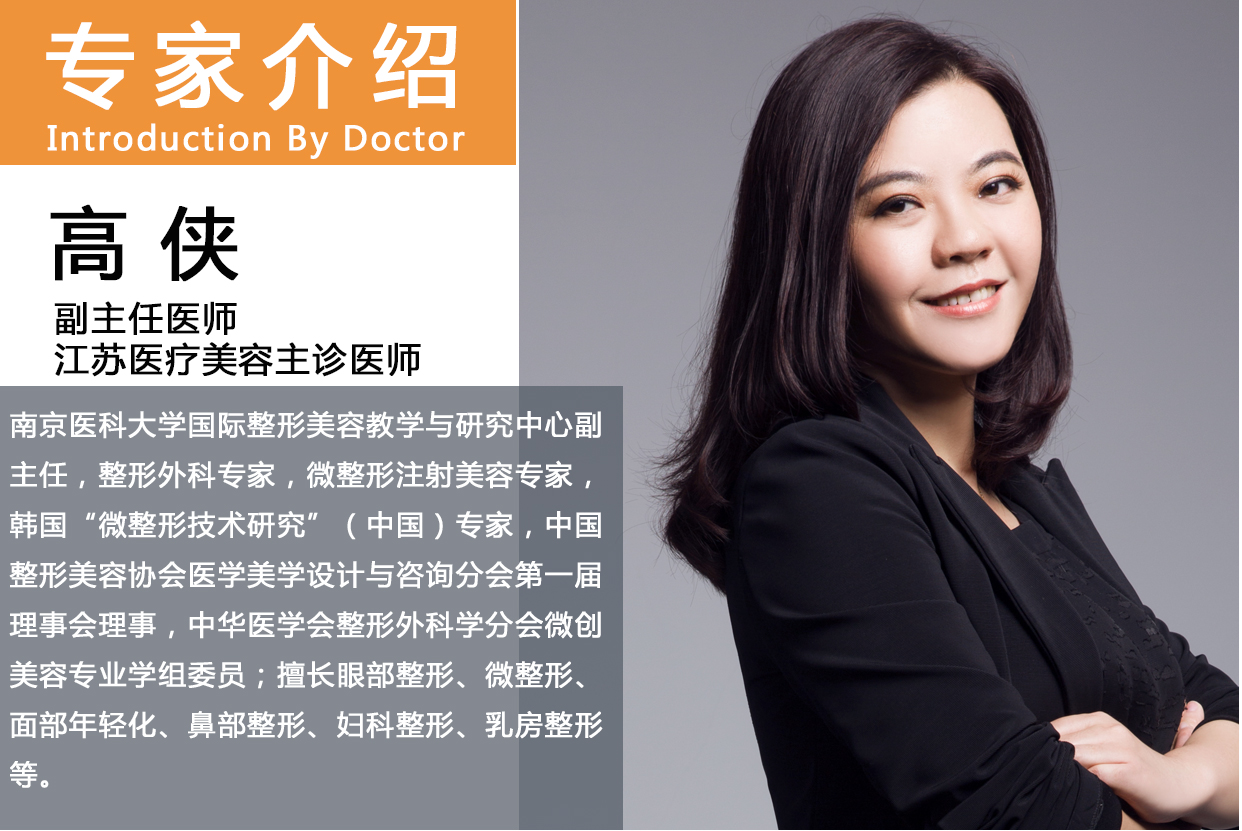 专家介绍
Introduction By Doctor
高 侠
副主任医师
江苏医疗美容主诊医师
南京医科大学国际整形美容教学与研究中心副
主任，整形外科专家，微整形注射美容专家，
韩国“微整形技术研究”（中国）专家，中国
整形美容协会医学美学设计与咨询分会第一届
理事会理事，中华医学会整形外科学分会微创
美容专业学组委员；擅长眼部整形、微整形、
面部年轻化、鼻部整形、妇科整形、乳房整形
等。